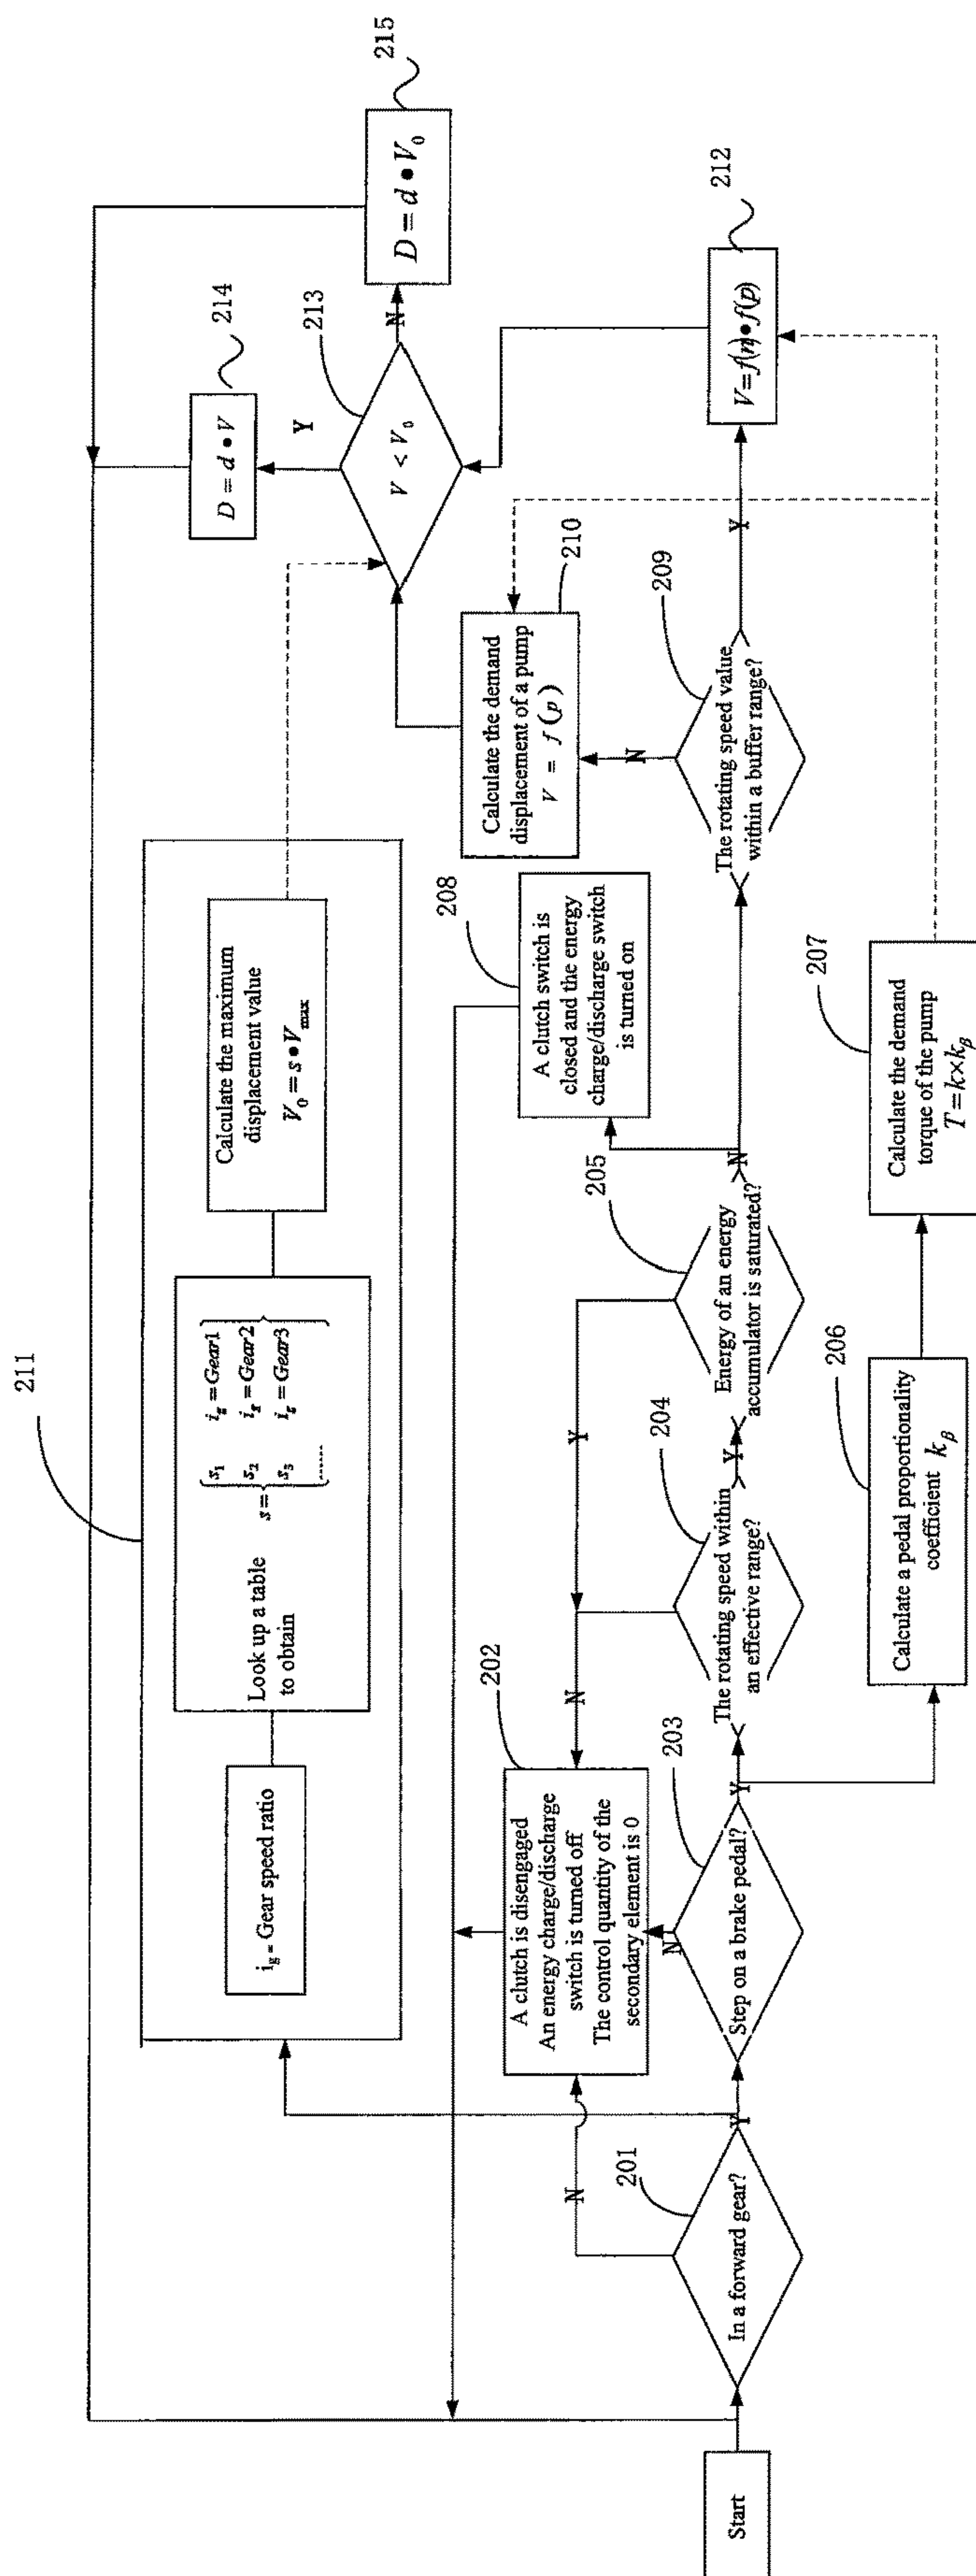 Start
In a forward gear?
201
N
Y
Step on a brake pedal?
203
N
Y
202
A clutch is disengaged
An energy charge/discharge
switch is turned off
The control quantity of the
secondary element is 0
The rotating speed within
an effective range?
204
N
Y
Energy of an energy
accumulator is saturated?
205
Y
N
Calculate a pedal proportionality
coefficient k_β
206
Calculate the demand
torque of the pump
T=k×k_β
207
A clutch switch is
closed and the energy
charge/discharge switch
is turned on
208
The rotating speed value
within a buffer range?
209
N
Y
Calculate the demand
displacement of a pump
V = f(p)
210
211
i_g = Gear speed ratio
Look up a table
to obtain
s = { s_1 i_g=Gear1
s_2 i_g=Gear2
s_3 i_g=Gear3
...... }
Calculate the maximum
displacement value
V_0 = s•V_max
V=f(n)•f(p)
212
V < V_0
213
Y
N
D = d•V
214
D = d•V_0
215